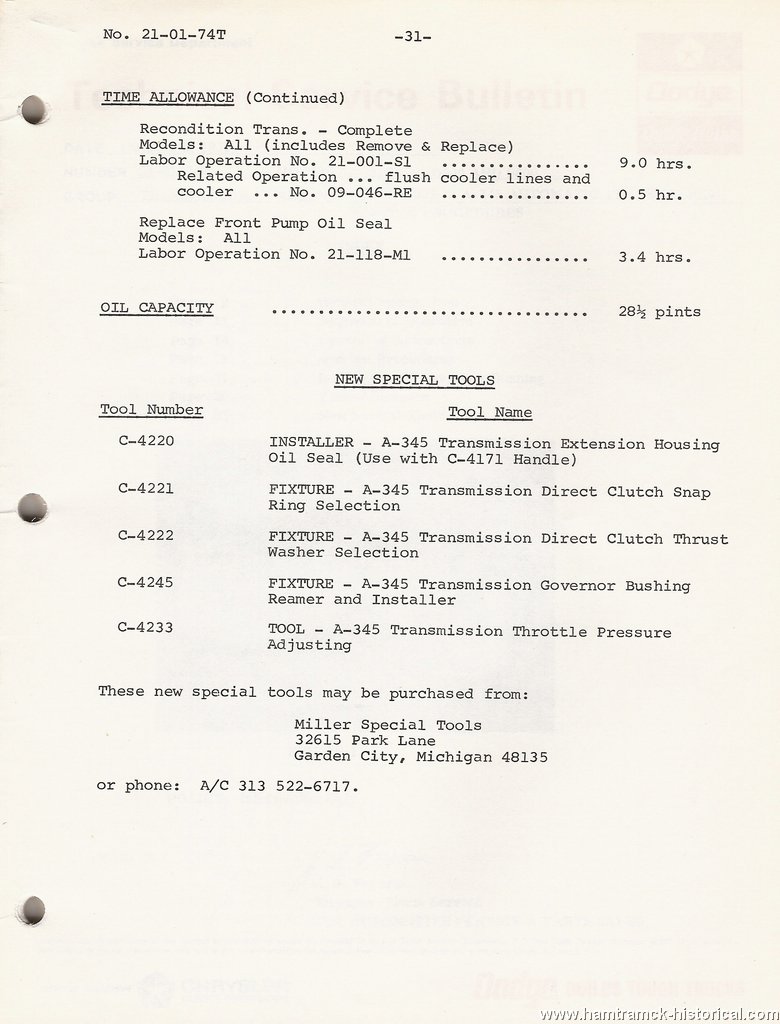 No. 21-01-74T -31-
TIME ALLOWANCE (Continued)
Recondition Trans. - Complete
Models: All (includes Remove & Replace)
Labor Operation No. 21-001-S1 ................ 9.0 hrs.
Related Operation ... flush cooler lines and
cooler ... No. 09-046-RE ................ 0.5 hr.
Replace Front Pump Oil Seal
Models: All
Labor Operation No. 21-118-M1 ................ 3.4 hrs.
OIL CAPACITY .................................. 28½ pints
NEW SPECIAL TOOLS
Tool Number Tool Name
C-4220 INSTALLER - A-345 Transmission Extension Housing
Oil Seal (Use with C-4171 Handle)
C-4221 FIXTURE - A-345 Transmission Direct Clutch Snap
Ring Selection
C-4222 FIXTURE - A-345 Transmission Direct Clutch Thrust
Washer Selection
C-4245 FIXTURE - A-345 Transmission Governor Bushing
Reamer and Installer
C-4233 TOOL - A-345 Transmission Throttle Pressure
Adjusting
These new special tools may be purchased from:
Miller Special Tools
32615 Park Lane
Garden City, Michigan 48135
or phone: A/C 313 522-6717.
www.hamtramck-historical.com